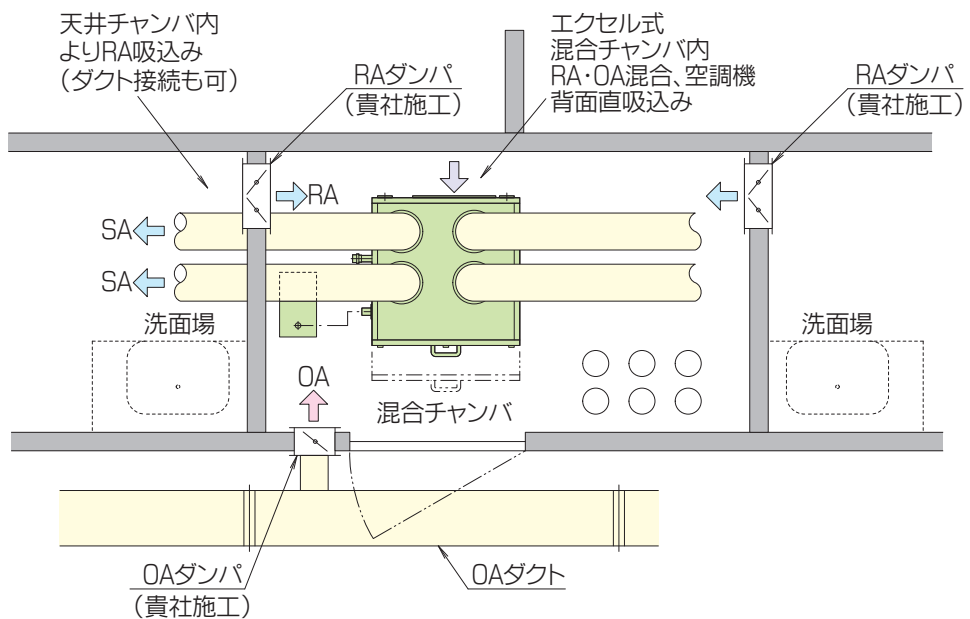 天井チャンバ内
よりRA吸込み
(ダクト接続も可)
RAダンパ
(貴社施工)
エクセル式
混合チャンバ内
RA・OA混合、空調機
背面直吸込み
RAダンパ
(貴社施工)
RA
SA
SA
洗面場
洗面場
OA
混合チャンバ
OAダンパ
(貴社施工)
OAダクト